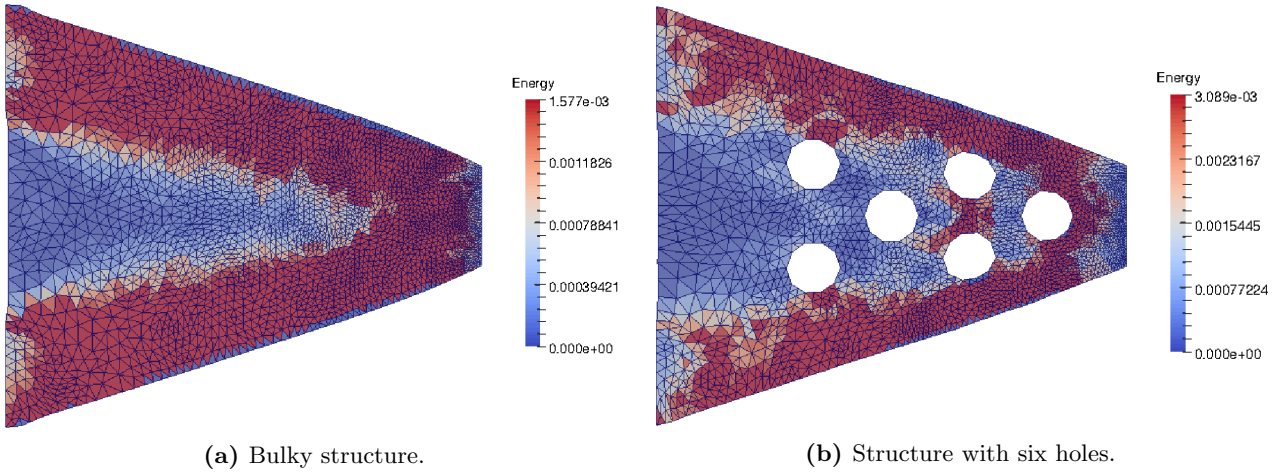 Energy
1.577e-03
0.0011826
0.00078841
0.00039421
0.000e+00
(a) Bulky structure.
Energy
3.089e-03
0.0023167
0.0015445
0.00077224
0.000e+00
(b) Structure with six holes.